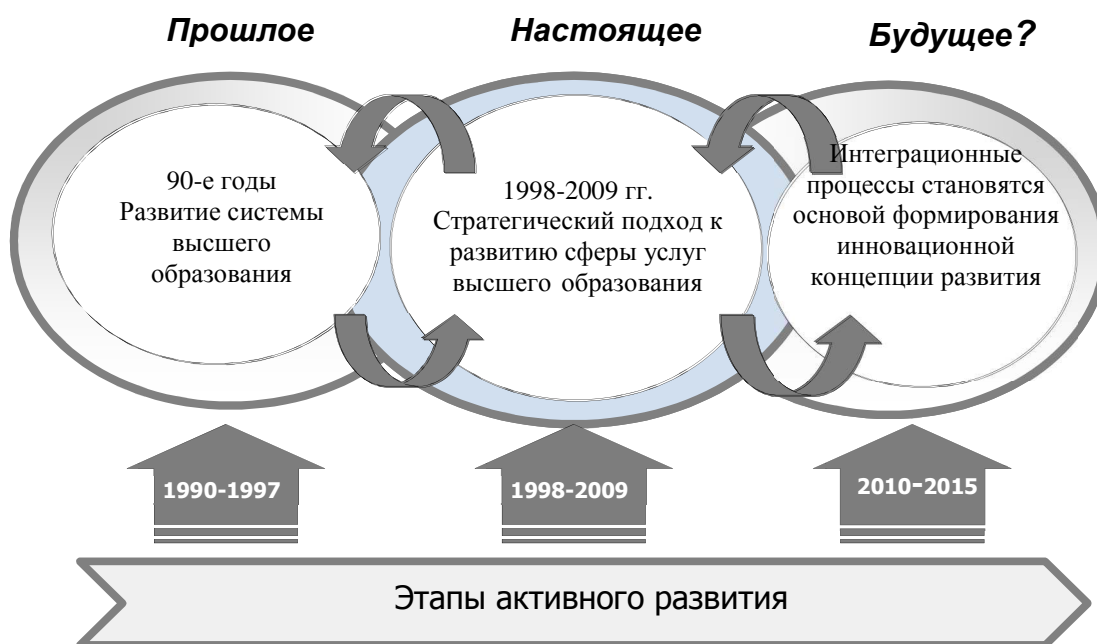 Прошлое
Настоящее
Будущее?
90-е годы
Развитие системы
высшего
образования
1998-2009 гг.
Стратегический подход к
развитию сферы услуг
высшего образования
Интеграционные
процессы становятся
основой формирования
инновационной
концепции развития
1990-1997
1998-2009
2010-2015
Этапы активного развития